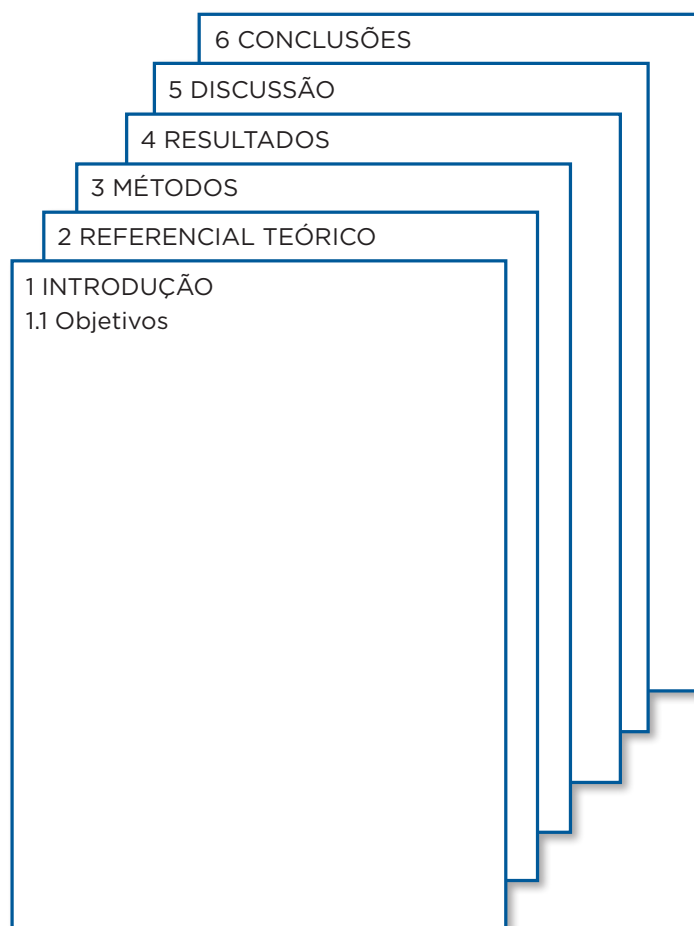 6 CONCLUSÕES
5 DISCUSSÃO
4 RESULTADOS
3 MÉTODOS
2 REFERENCIAL TEÓRICO
1 INTRODUÇÃO
1.1 Objetivos